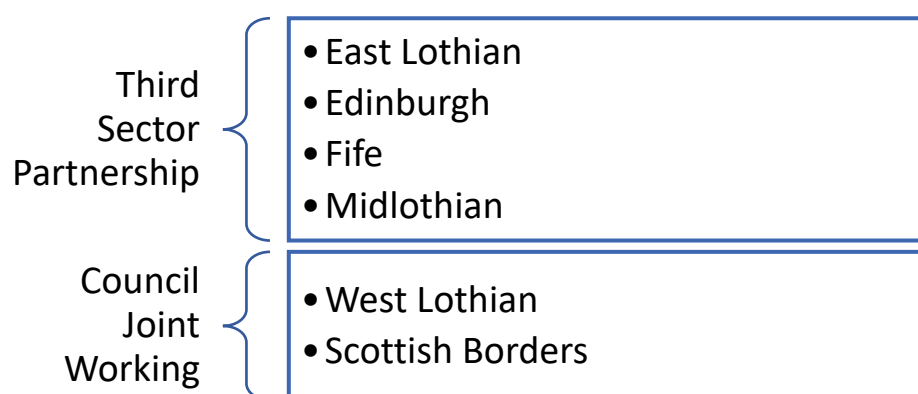 Third
Sector
Partnership
• East Lothian
• Edinburgh
• Fife
• Midlothian
Council
Joint
Working
• West Lothian
• Scottish Borders